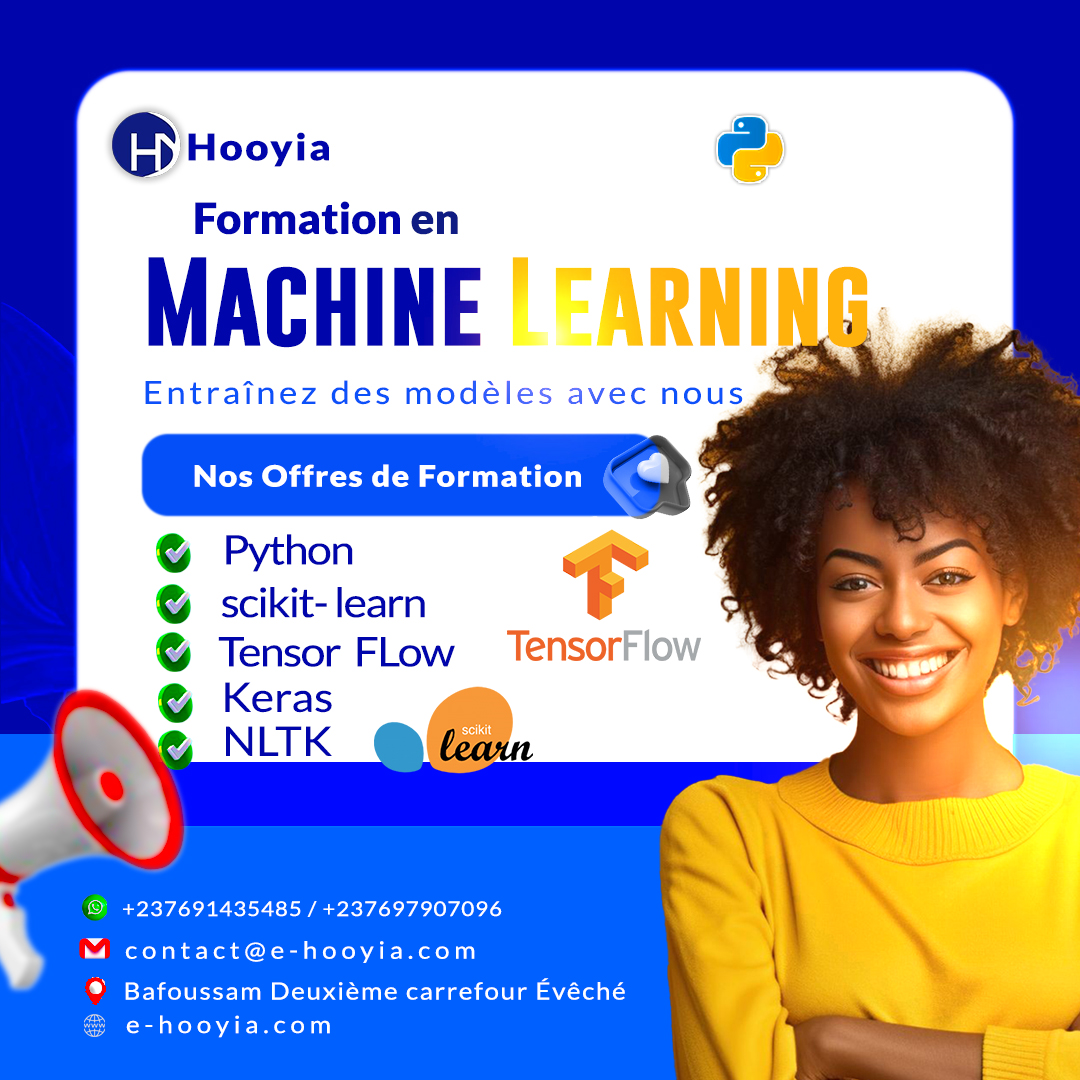 Hooyia
Formation en
MACHINE LEARNING
Entraînez des modèles avec nous
Nos Offres de Formation
Python
scikit- learn
Tensor FLow
TensorFlow
Keras
NLTK
scikit
learn
+237691435485 / +237697907096
contact@e-hooyia.com
Bafoussam Deuxième carrefour Évêché
e-hooyia.com